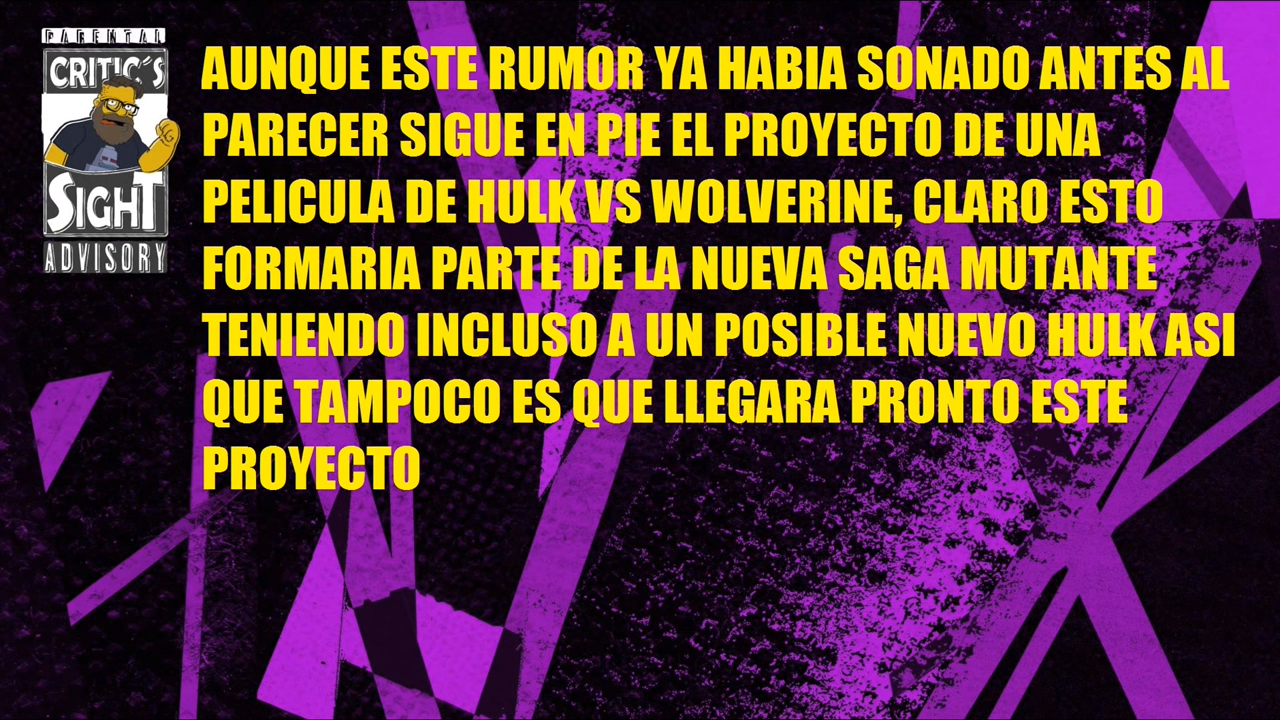 PARENTAL
CRITIC´S
SIGHT
ADVISORY
AUNQUE ESTE RUMOR YA HABIA SONADO ANTES AL
PARECER SIGUE EN PIE EL PROYECTO DE UNA
PELICULA DE HULK VS WOLVERINE, CLARO ESTO
FORMARIA PARTE DE LA NUEVA SAGA MUTANTE
TENIENDO INCLUSO A UN POSIBLE NUEVO HULK ASI
QUE TAMPOCO ES QUE LLEGARA PRONTO ESTE
PROYECTO